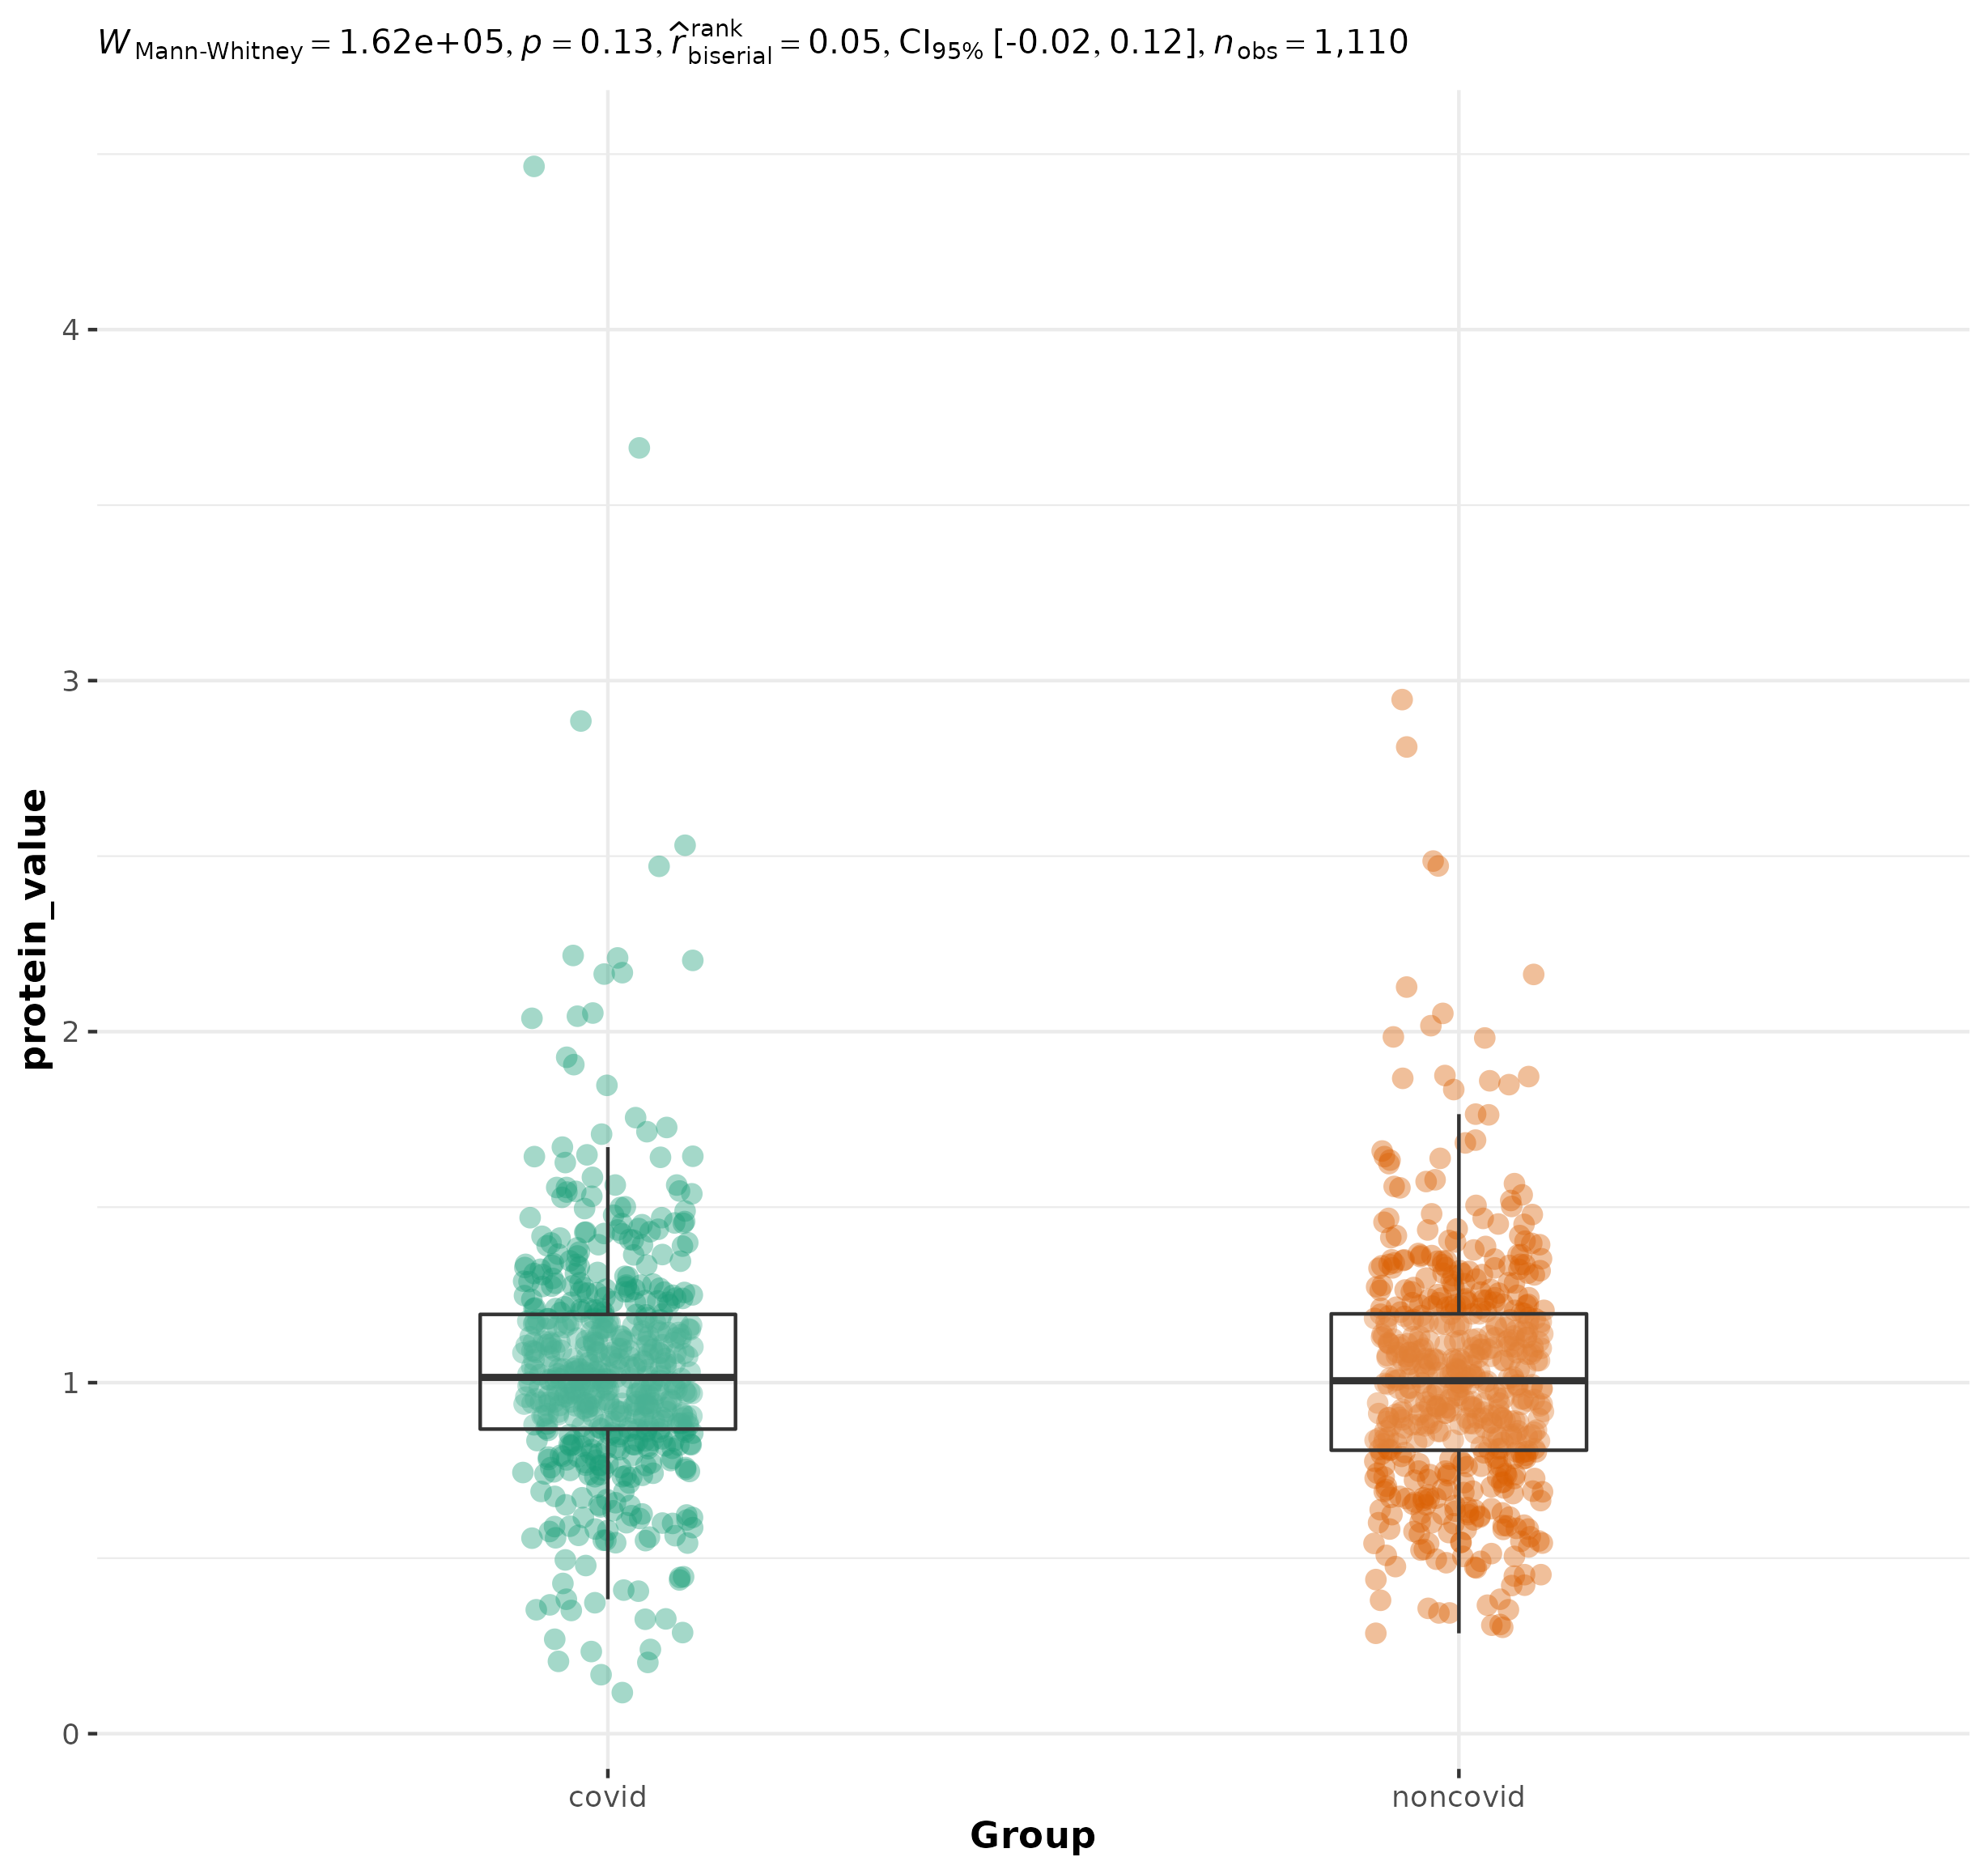 W Mann-Whitney = 1.62e+05, p = 0.13, r̂ rank biserial = 0.05, CI95% [-0.02, 0.12], nobs = 1,110
4
3
2
1
0
protein_value
covid noncovid
Group